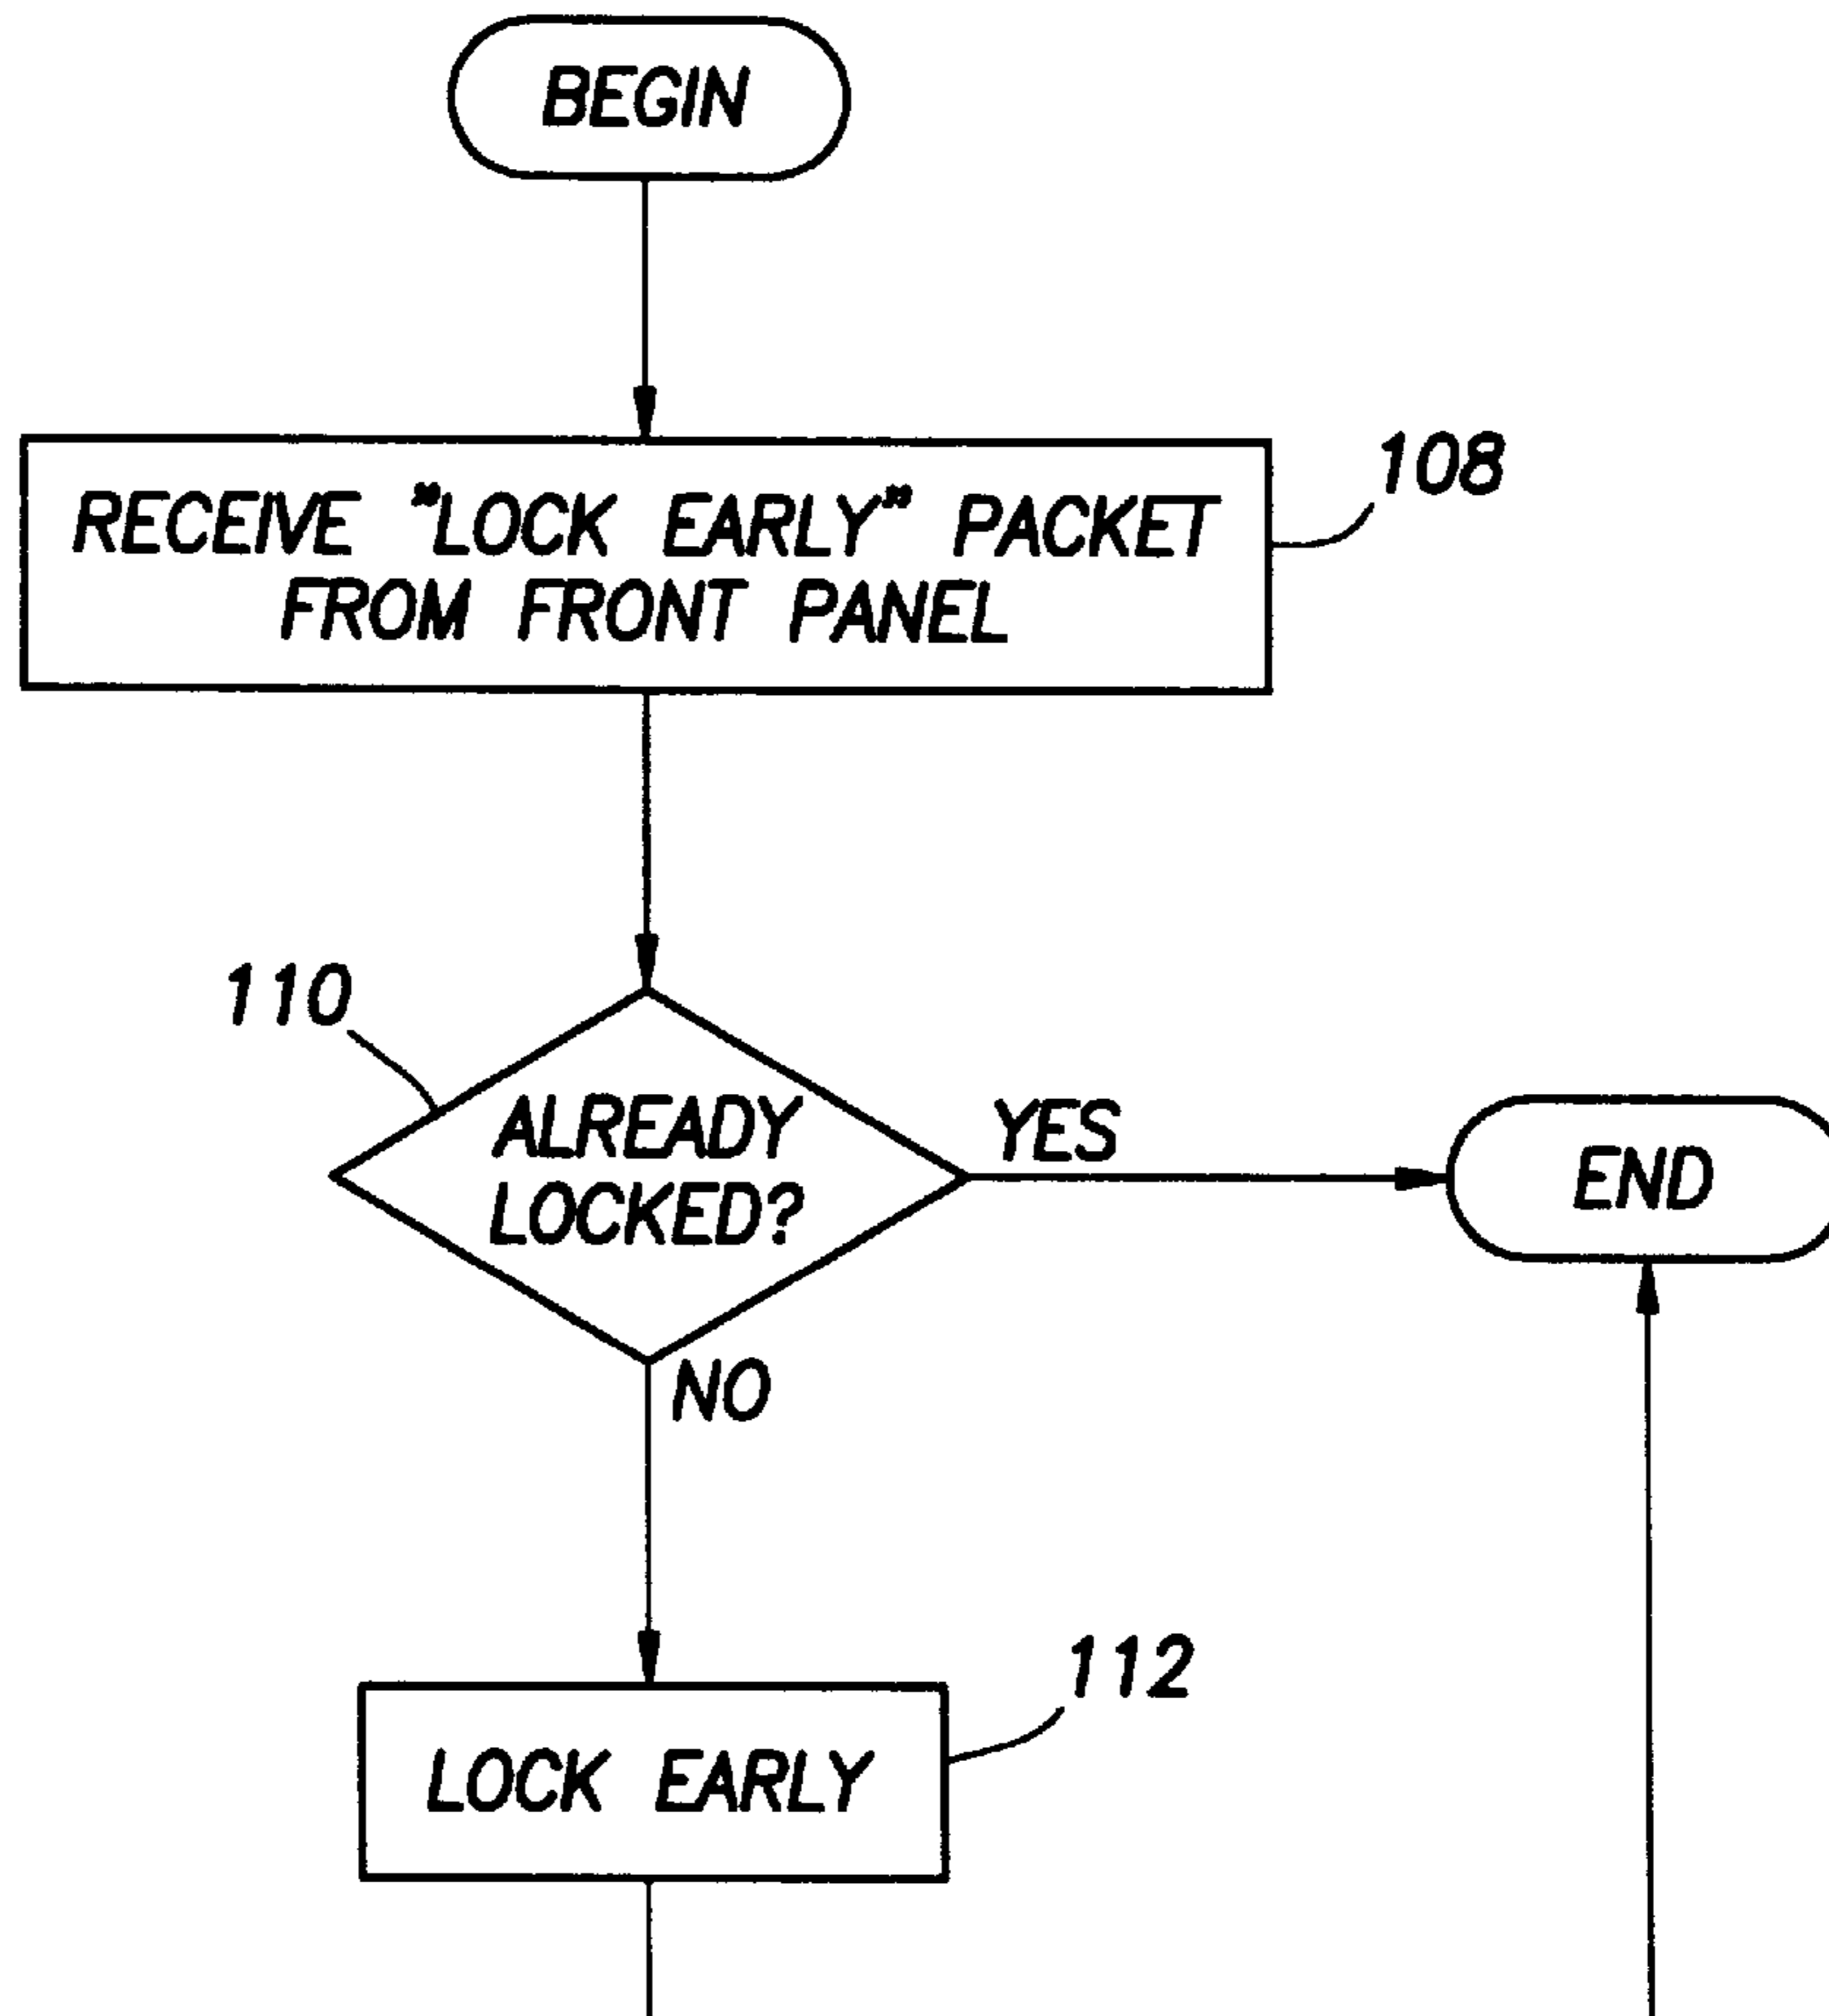 BEGIN
RECEIVE "LOCK EARLY" PACKET
FROM FRONT PANEL
108
110
ALREADY
LOCKED?
YES
END
NO
112
LOCK EARLY